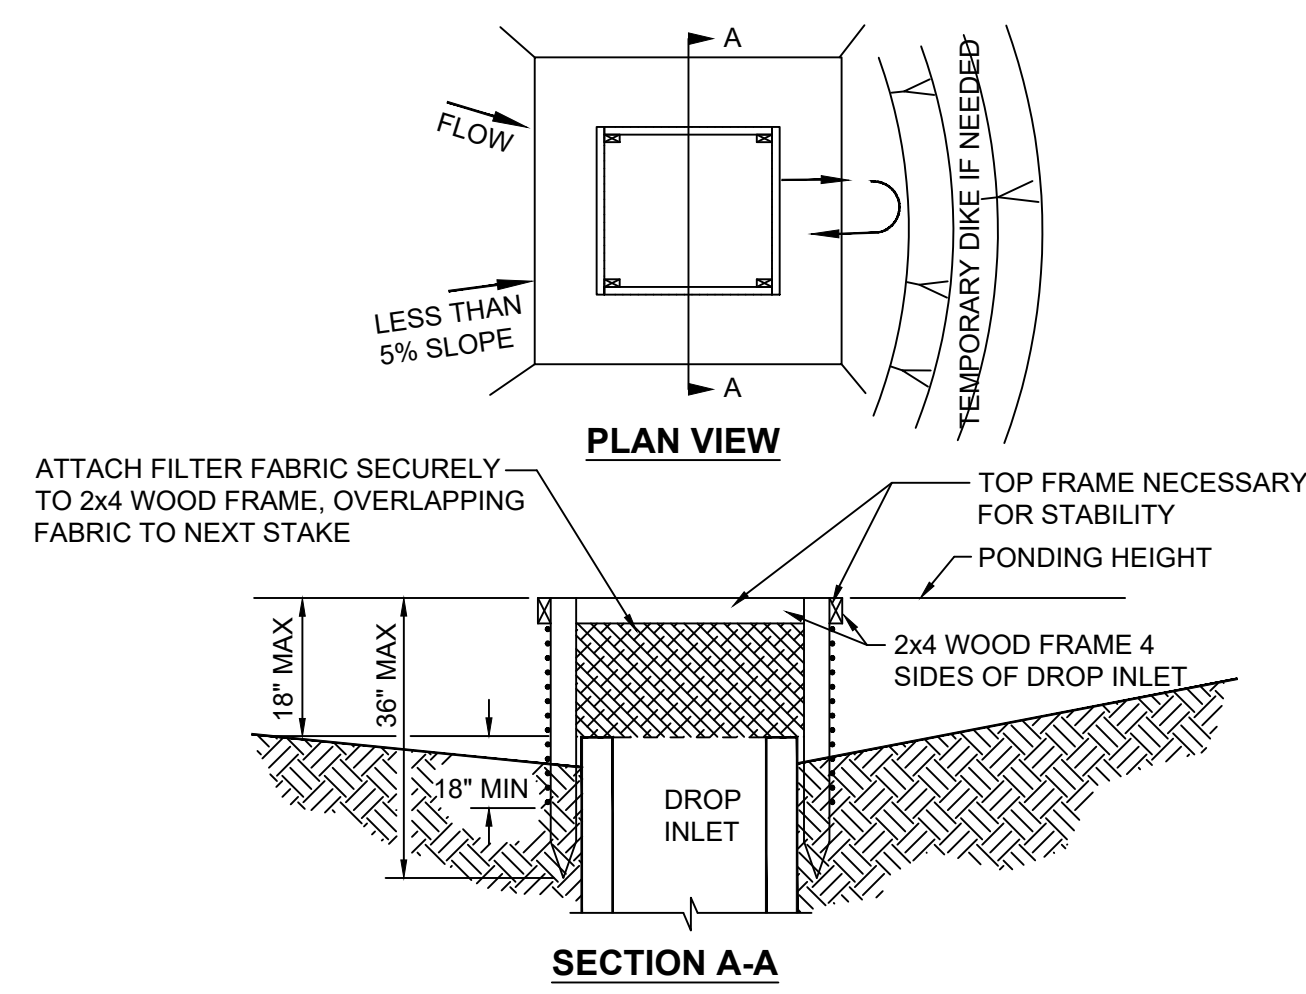 A
FLOW
TEMPORARY DIKE IF NEEDED
LESS THAN
5% SLOPE
A
PLAN VIEW
ATTACH FILTER FABRIC SECURELY
TO 2x4 WOOD FRAME, OVERLAPPING
FABRIC TO NEXT STAKE
TOP FRAME NECESSARY
FOR STABILITY
PONDING HEIGHT
18" MAX
36" MAX
2x4 WOOD FRAME 4
SIDES OF DROP INLET
18" MIN
DROP
INLET
SECTION A-A